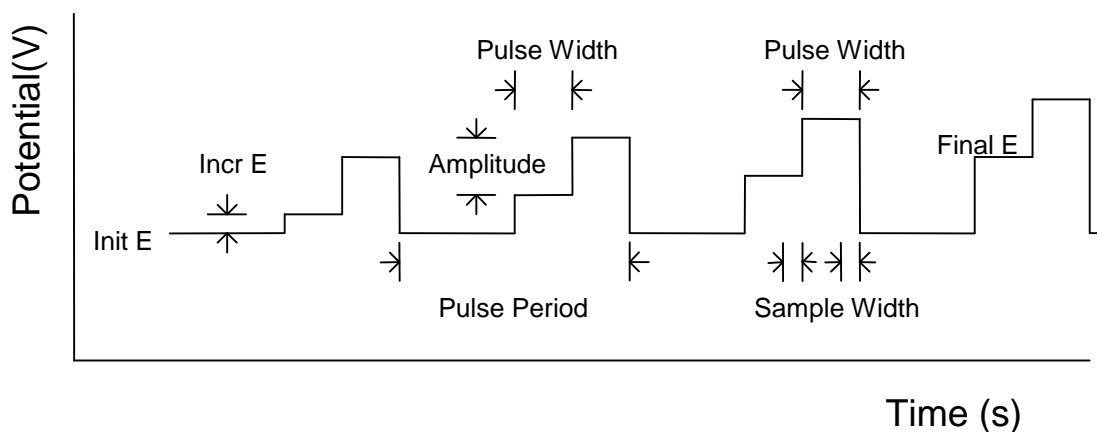 Potential(V)
Pulse Width
Pulse Width
Incr E
Amplitude
Final E
Init E
Pulse Period
Sample Width
Time (s)